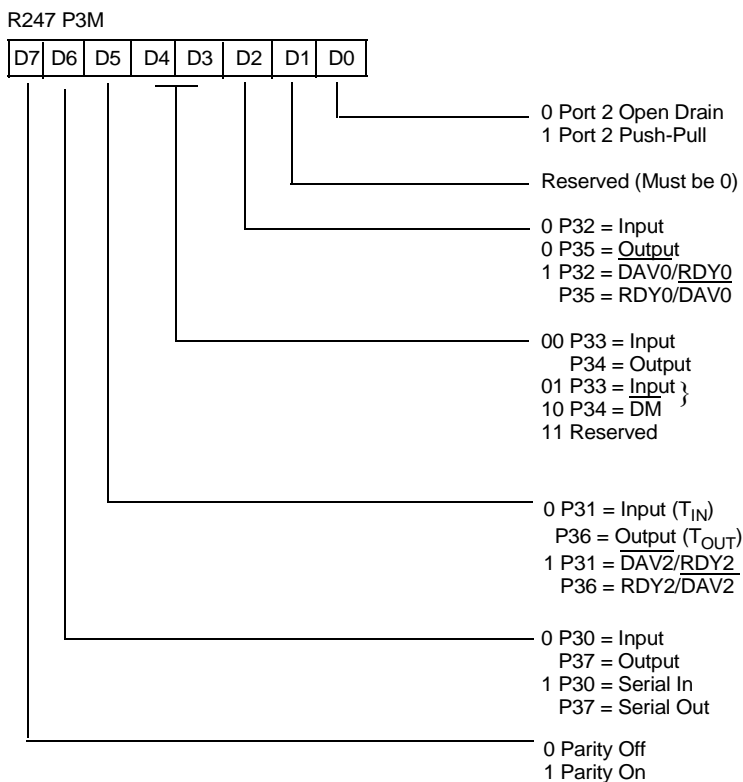 R247 P3M
D7 D6 D5 D4 D3 D2 D1 D0
0 Port 2 Open Drain
1 Port 2 Push-Pull
Reserved (Must be 0)
0 P32 = Input
0 P35 = Output
1 P32 = DAV0/RDY0
P35 = RDY0/DAV0
00 P33 = Input
P34 = Output
01 P33 = Input }
10 P34 = DM
11 Reserved
0 P31 = Input (TIN)
P36 = Output (TOUT)
1 P31 = DAV2/RDY2
P36 = RDY2/DAV2
0 P30 = Input
P37 = Output
1 P30 = Serial In
P37 = Serial Out
0 Parity Off
1 Parity On